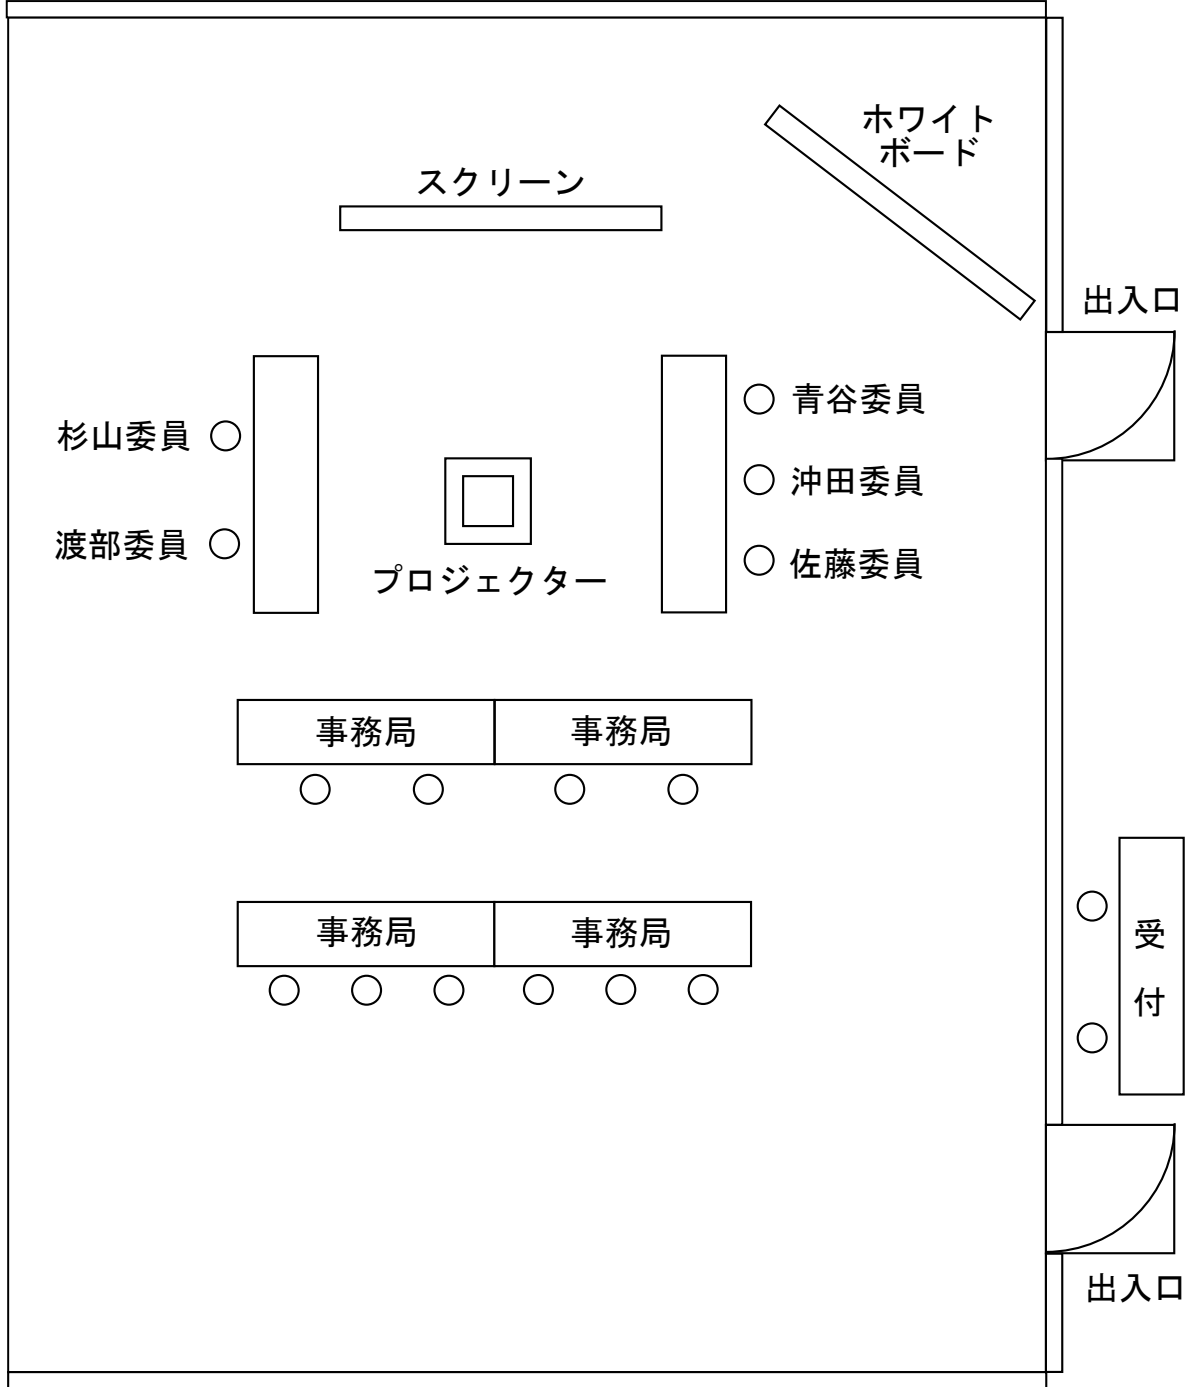 ホワイト
ボード
スクリーン
出入口
青谷委員
杉山委員
沖田委員
渡部委員
佐藤委員
プロジェクター
事務局
事務局
事務局
事務局
受
付
出入口